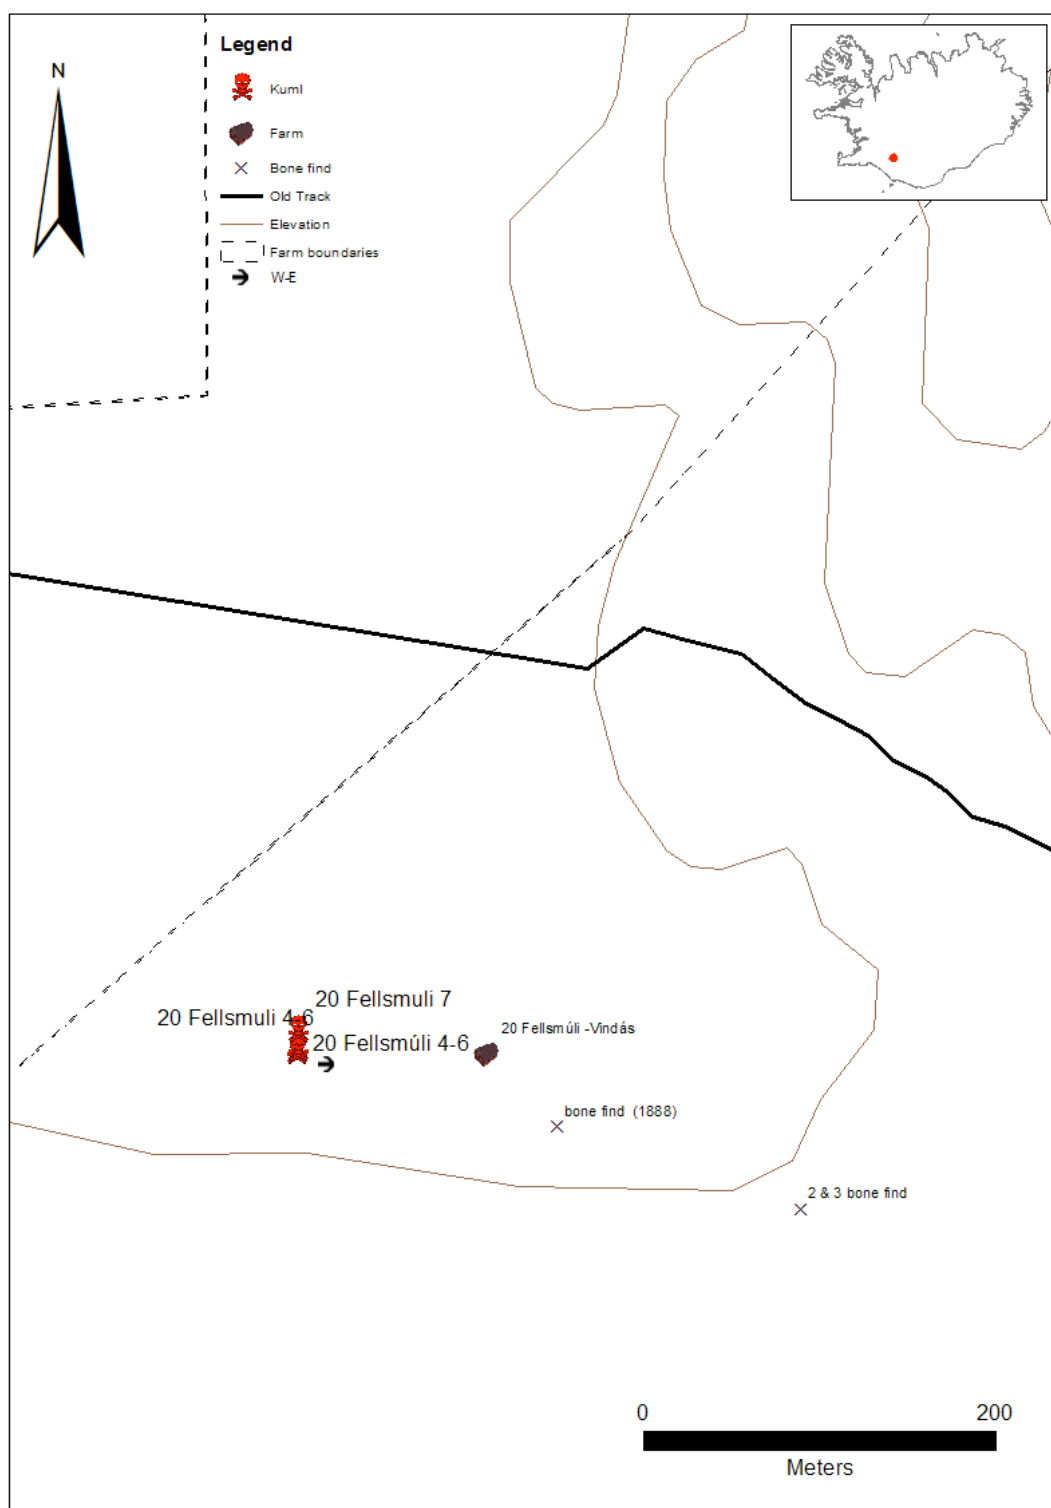 N
Legend
Kuml
Farm
Bone find
Old Track
Elevation
Farm boundaries
W-E
20 Fellsmuli 7
20 Fellsmuli 4-6
20 Fellsmúli 4-6
20 Fellsmúli -Vindás
bone find (1888)
2 & 3 bone find
0 200
Meters